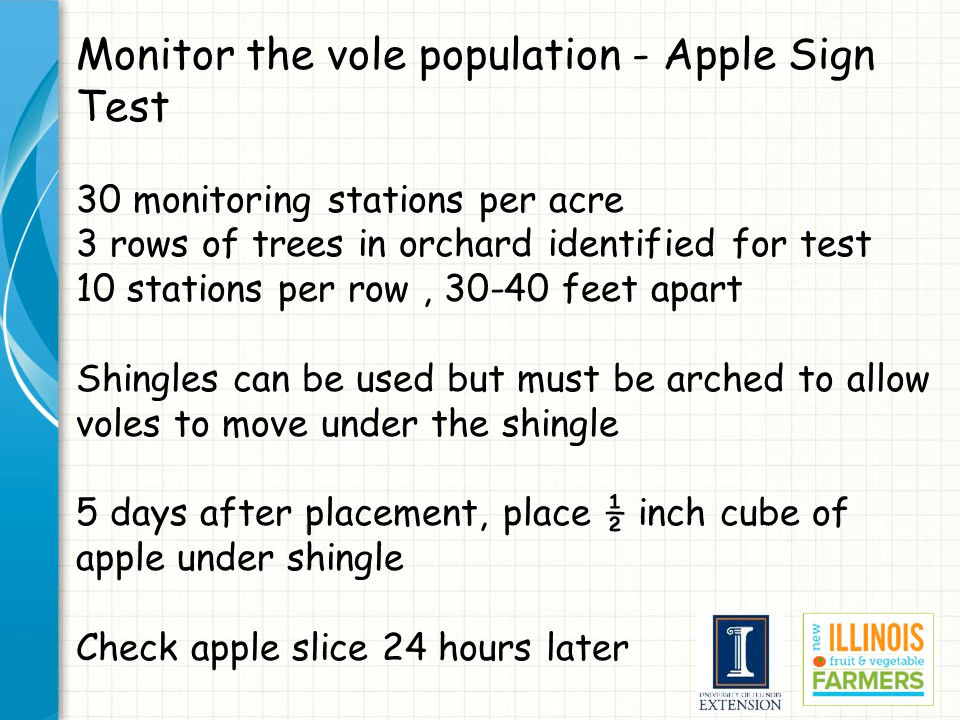 Monitor the vole population - Apple Sign
Test
30 monitoring stations per acre
3 rows of trees in orchard identified for test
10 stations per row , 30-40 feet apart
Shingles can be used but must be arched to allow
voles to move under the shingle
5 days after placement, place ½ inch cube of
apple under shingle
Check apple slice 24 hours later
I
UNIVERSITY OF ILLINOIS
EXTENSION
new
ILLINOIS
fruit & vegetable
FARMERS